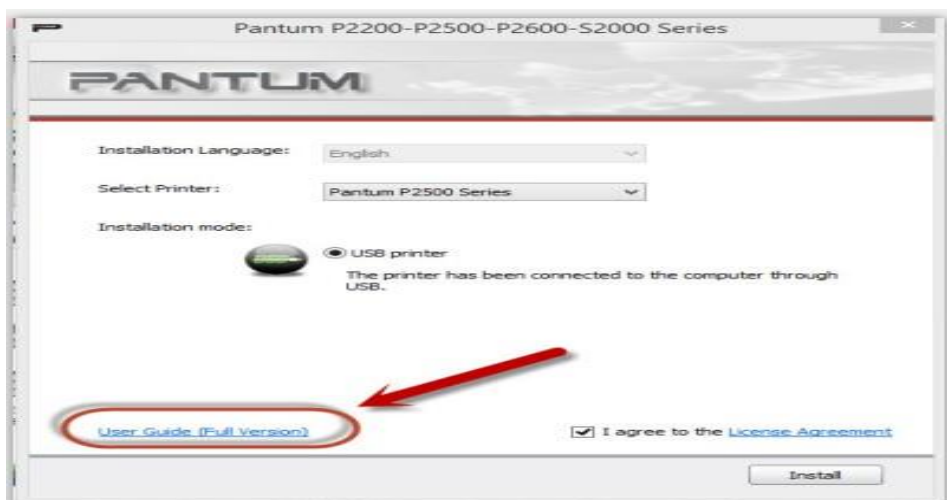 Pantum P2200-P2500-P2600-S2000 Series
PANTUM
Installation Language: English
Select Printer: Pantum P2500 Series
Installation mode:
USB printer
The printer has been connected to the computer through
USB.
User Guide (Full Version)
I agree to the License Agreement
Install